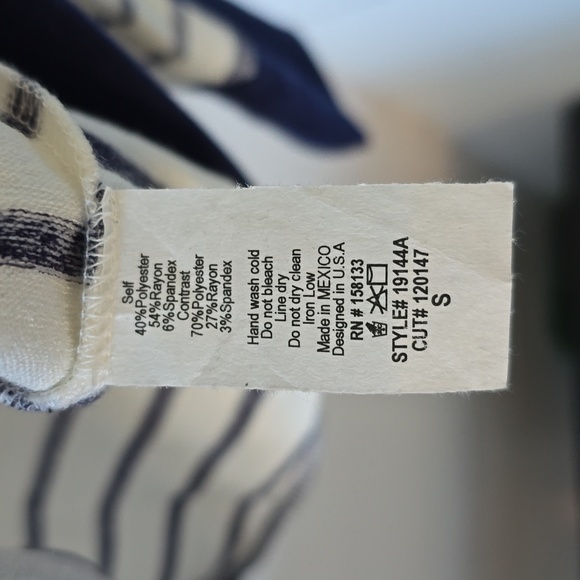 Self
40%Polyester
54%Rayon
6%Spandex
Contrast
70%Polyester
27%Rayon
3%Spandex
Hand wash cold
Do not bleach
Line dry
Do not dry clean
Iron Low
Made in MEXICO
Designed in U.S.A
RN # 158133
STYLE# 19144A
CUT# 120147
S